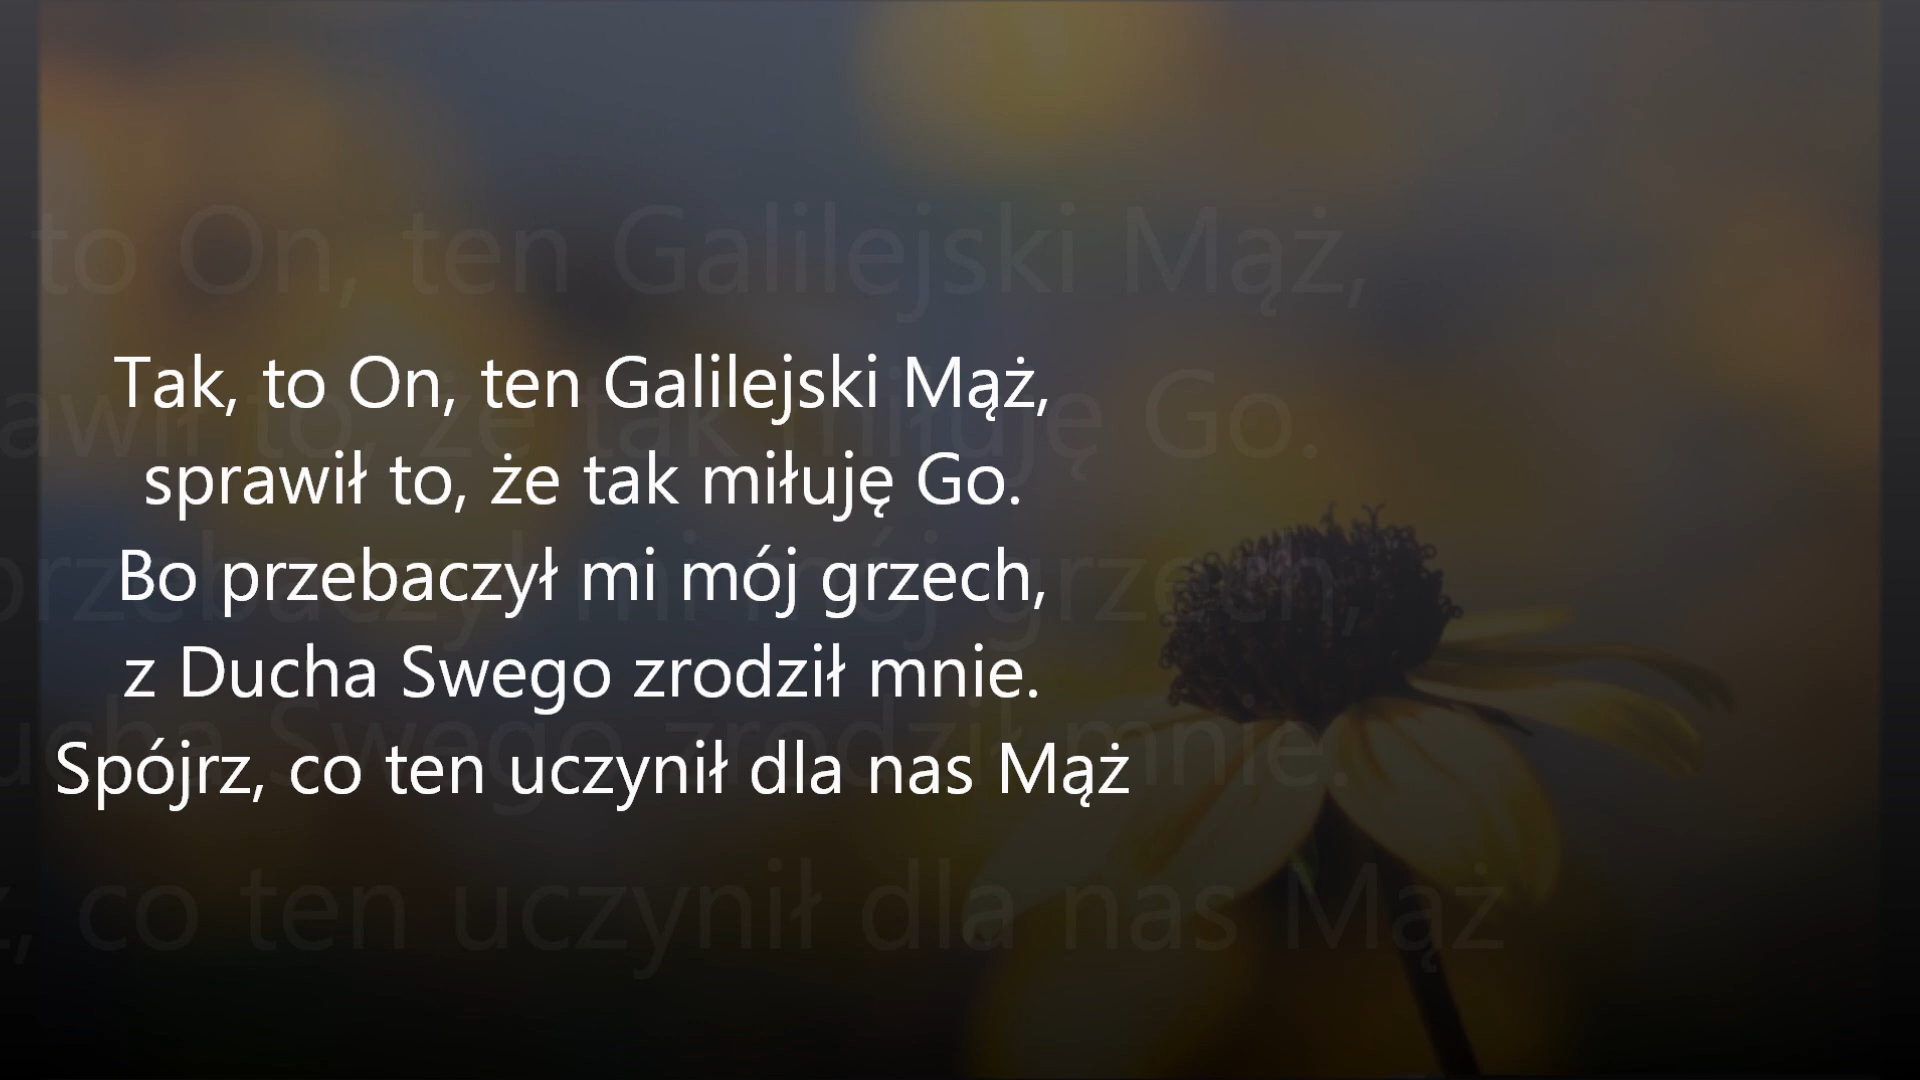 Tak, to On, ten Galilejski Mąż,
sprawił to, że tak miłuję Go.
Bo przebaczył mi mój grzech,
z Ducha Swego zrodził mnie.
Spójrz, co ten uczynił dla nas Mąż